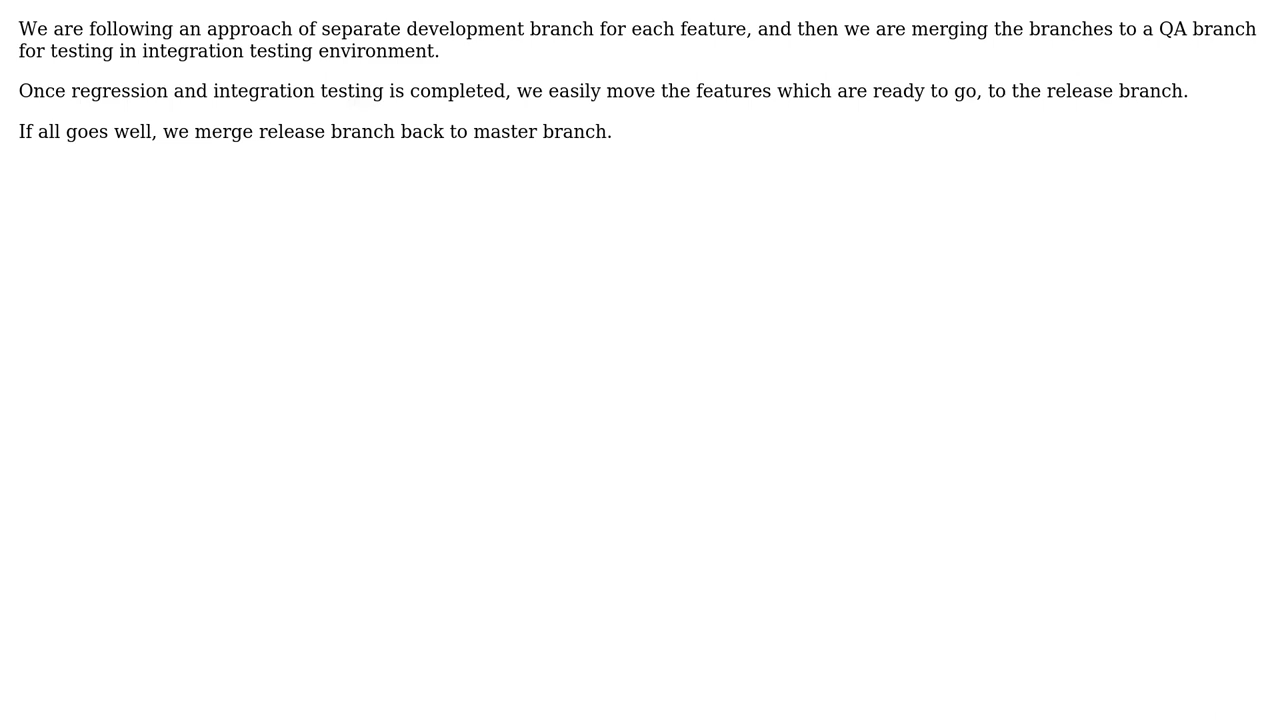 We are following an approach of separate development branch for each feature, and then we are merging the branches to a QA branch
for testing in integration testing environment.
Once regression and integration testing is completed, we easily move the features which are ready to go, to the release branch.
If all goes well, we merge release branch back to master branch.